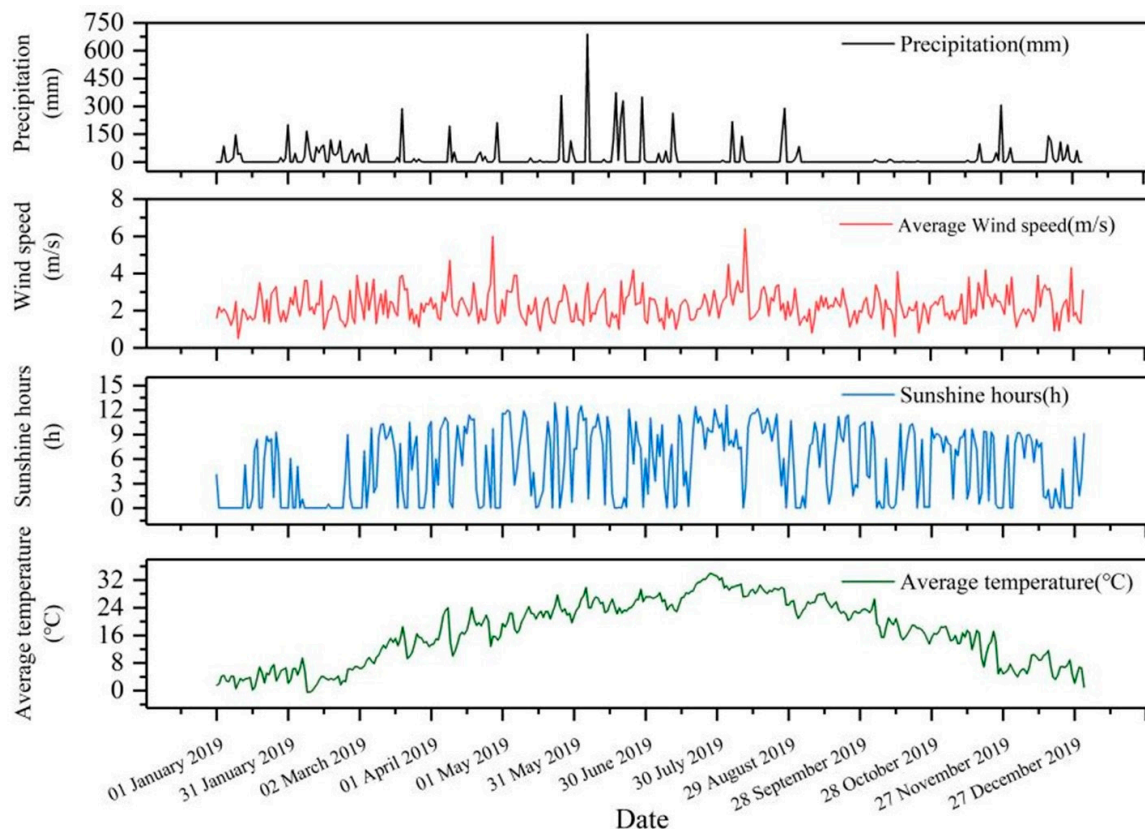 Precipitation
(mm)
750
600
450
300
150
0
Precipitation(mm)
Wind speed
(m/s)
8
6
4
2
0
Average Wind speed(m/s)
Sunshine hours
(h)
15
12
9
6
3
0
Sunshine hours(h)
Average temperature
(℃)
32
24
16
8
0
Average temperature(℃)
01 January 2019
31 January 2019
02 March 2019
01 April 2019
01 May 2019
31 May 2019
30 June 2019
30 July 2019
29 August 2019
28 September 2019
28 October 2019
27 November 2019
27 December 2019
Date